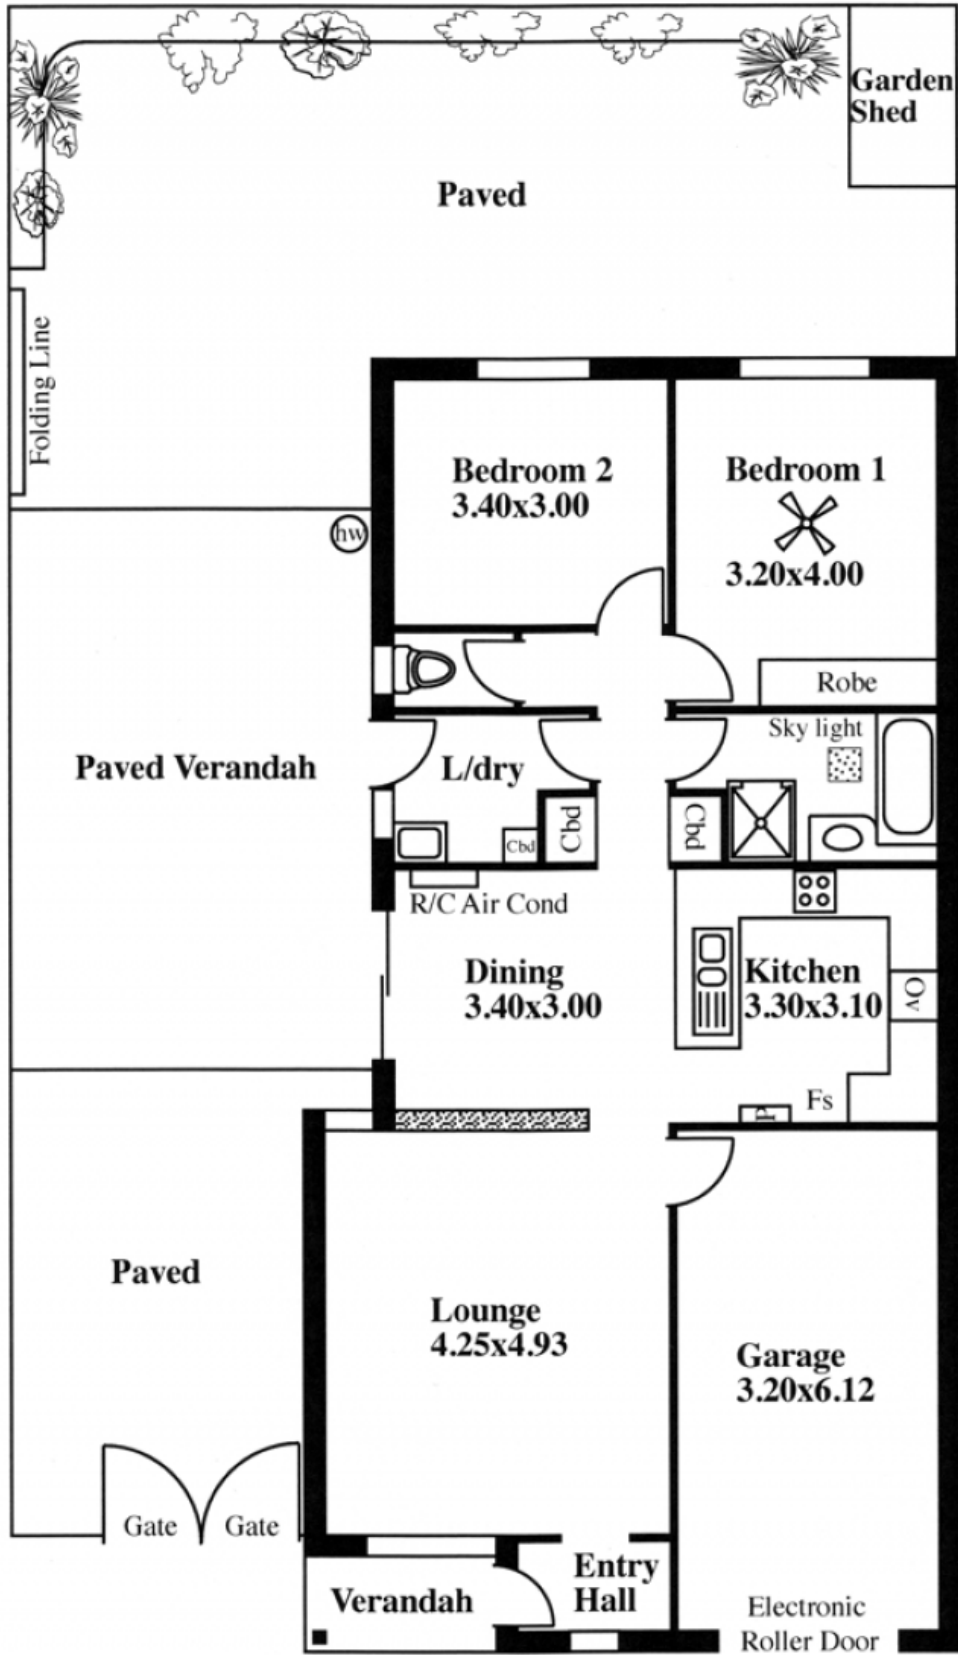 Garden
Shed
Paved
Folding Line
Bedroom 2
3.40x3.00
Bedroom 1
3.20x4.00
hw
Robe
Sky light
Paved Verandah
L/dry
Cbd
Cbd
Cbd
R/C Air Cond
Dining
3.40x3.00
Kitchen
3.30x3.10
Ov
Fs
P
Paved
Lounge
4.25x4.93
Garage
3.20x6.12
Gate
Gate
Entry
Hall
Verandah
Electronic
Roller Door